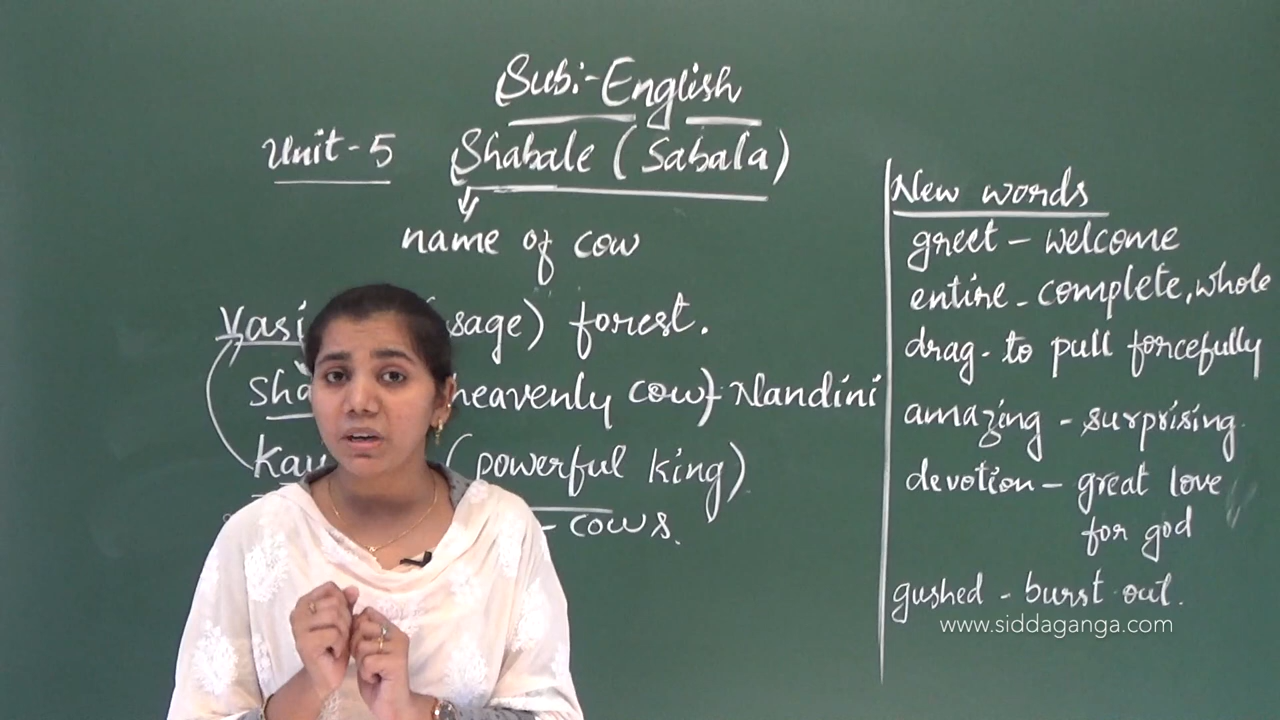 Sub:-English
Unit-5 Shabale (Sabala)
name of cow
(sage) forest.
heavenly cow) - Nandini
(powerful king)
- cows.
New words
greet - welcome
entire - complete, whole
drag - to pull forcefully
amazing - surprising.
devotion - great love
for god
gushed - burst out.
www.siddaganga.com